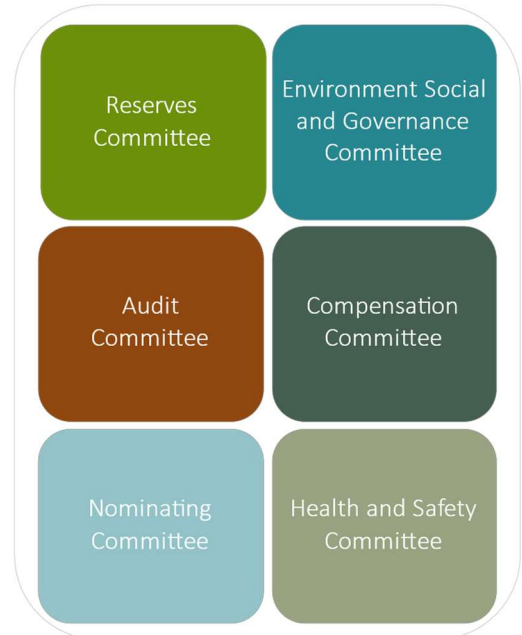 Reserves
Committee
Environment Social
and Governance
Committee
Audit
Committee
Compensation
Committee
Nominating
Committee
Health and Safety
Committee